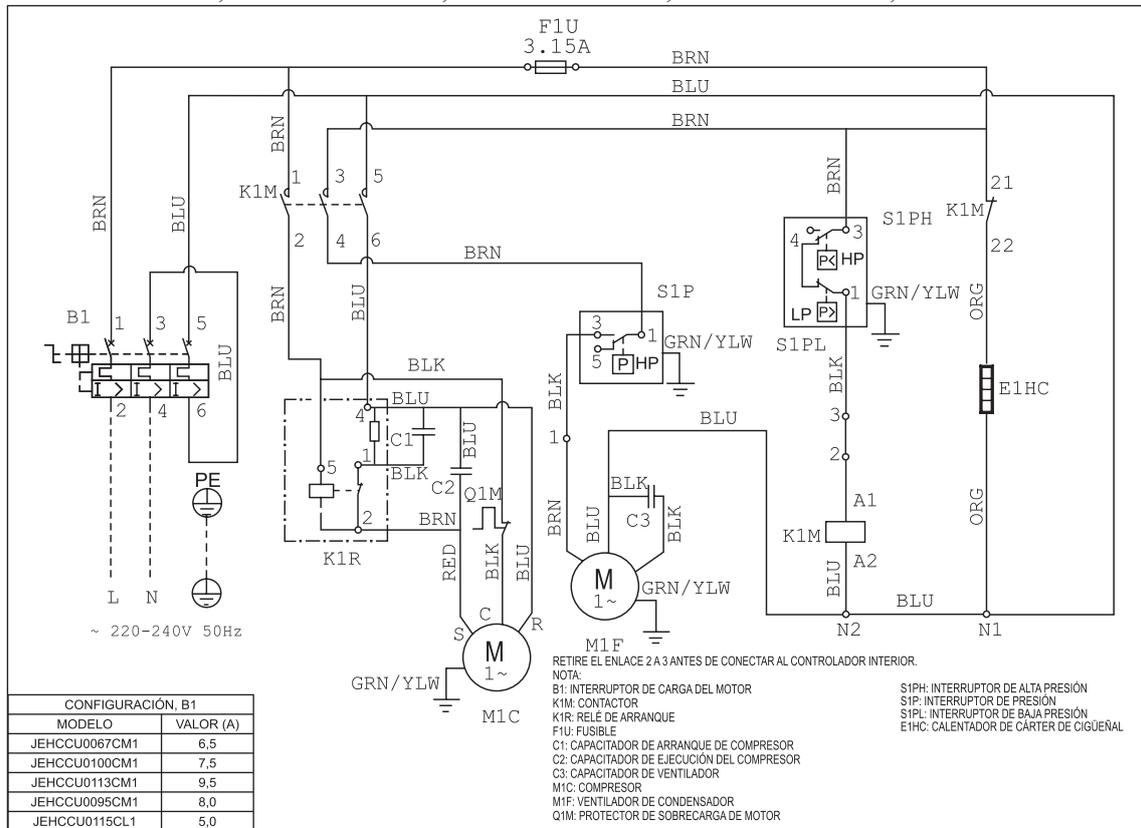 F1U
3.15A
BRN
BLU
BRN
BRN
BRN
BRN
BLU
K1M
1 3 5
2 4 6
BRN
BRN
BLU
B1
1 3 5
2 4 6
BLU
S1PH
4 3
P< HP
1
LP P>
GRN/YLW
S1PL
21
K1M
22
ORG
S1P
3 1
5
P HP
GRN/YLW
BLK
BLU
BLK
4
C1
BLU
1
BLK
5
C2
Q1M
2
BRN
K1R
RED
BLK
BLU
BLK
1
BRN
BLU
BLK
C3
BLK
BLU
BLK
3
2
E1HC
ORG
A1
K1M
A2
BLU
BLU
N2
N1
PE
L N
~ 220-240V 50Hz
S C R
M
1~
GRN/YLW
M1C
M
1~
GRN/YLW
M1F
RETIRE EL ENLACE 2 A 3 ANTES DE CONECTAR AL CONTROLADOR INTERIOR.
NOTA:
B1: INTERRUPTOR DE CARGA DEL MOTOR
K1M: CONTACTOR
K1R: RELÉ DE ARRANQUE
F1U: FUSIBLE
C1: CAPACITADOR DE ARRANQUE DE COMPRESOR
C2: CAPACITADOR DE EJECUCIÓN DEL COMPRESOR
C3: CAPACITADOR DE VENTILADOR
M1C: COMPRESOR
M1F: VENTILADOR DE CONDENSADOR
Q1M: PROTECTOR DE SOBRECARGA DE MOTOR
S1PH: INTERRUPTOR DE ALTA PRESIÓN
S1P: INTERRUPTOR DE PRESIÓN
S1PL: INTERRUPTOR DE BAJA PRESIÓN
E1HC: CALENTADOR DE CÁRTER DE CIGÜEÑAL
CONFIGURACIÓN, B1
MODELO VALOR (A)
JEHCCU0067CM1 6,5
JEHCCU0100CM1 7,5
JEHCCU0113CM1 9,5
JEHCCU0095CM1 8,0
JEHCCU0115CL1 5,0